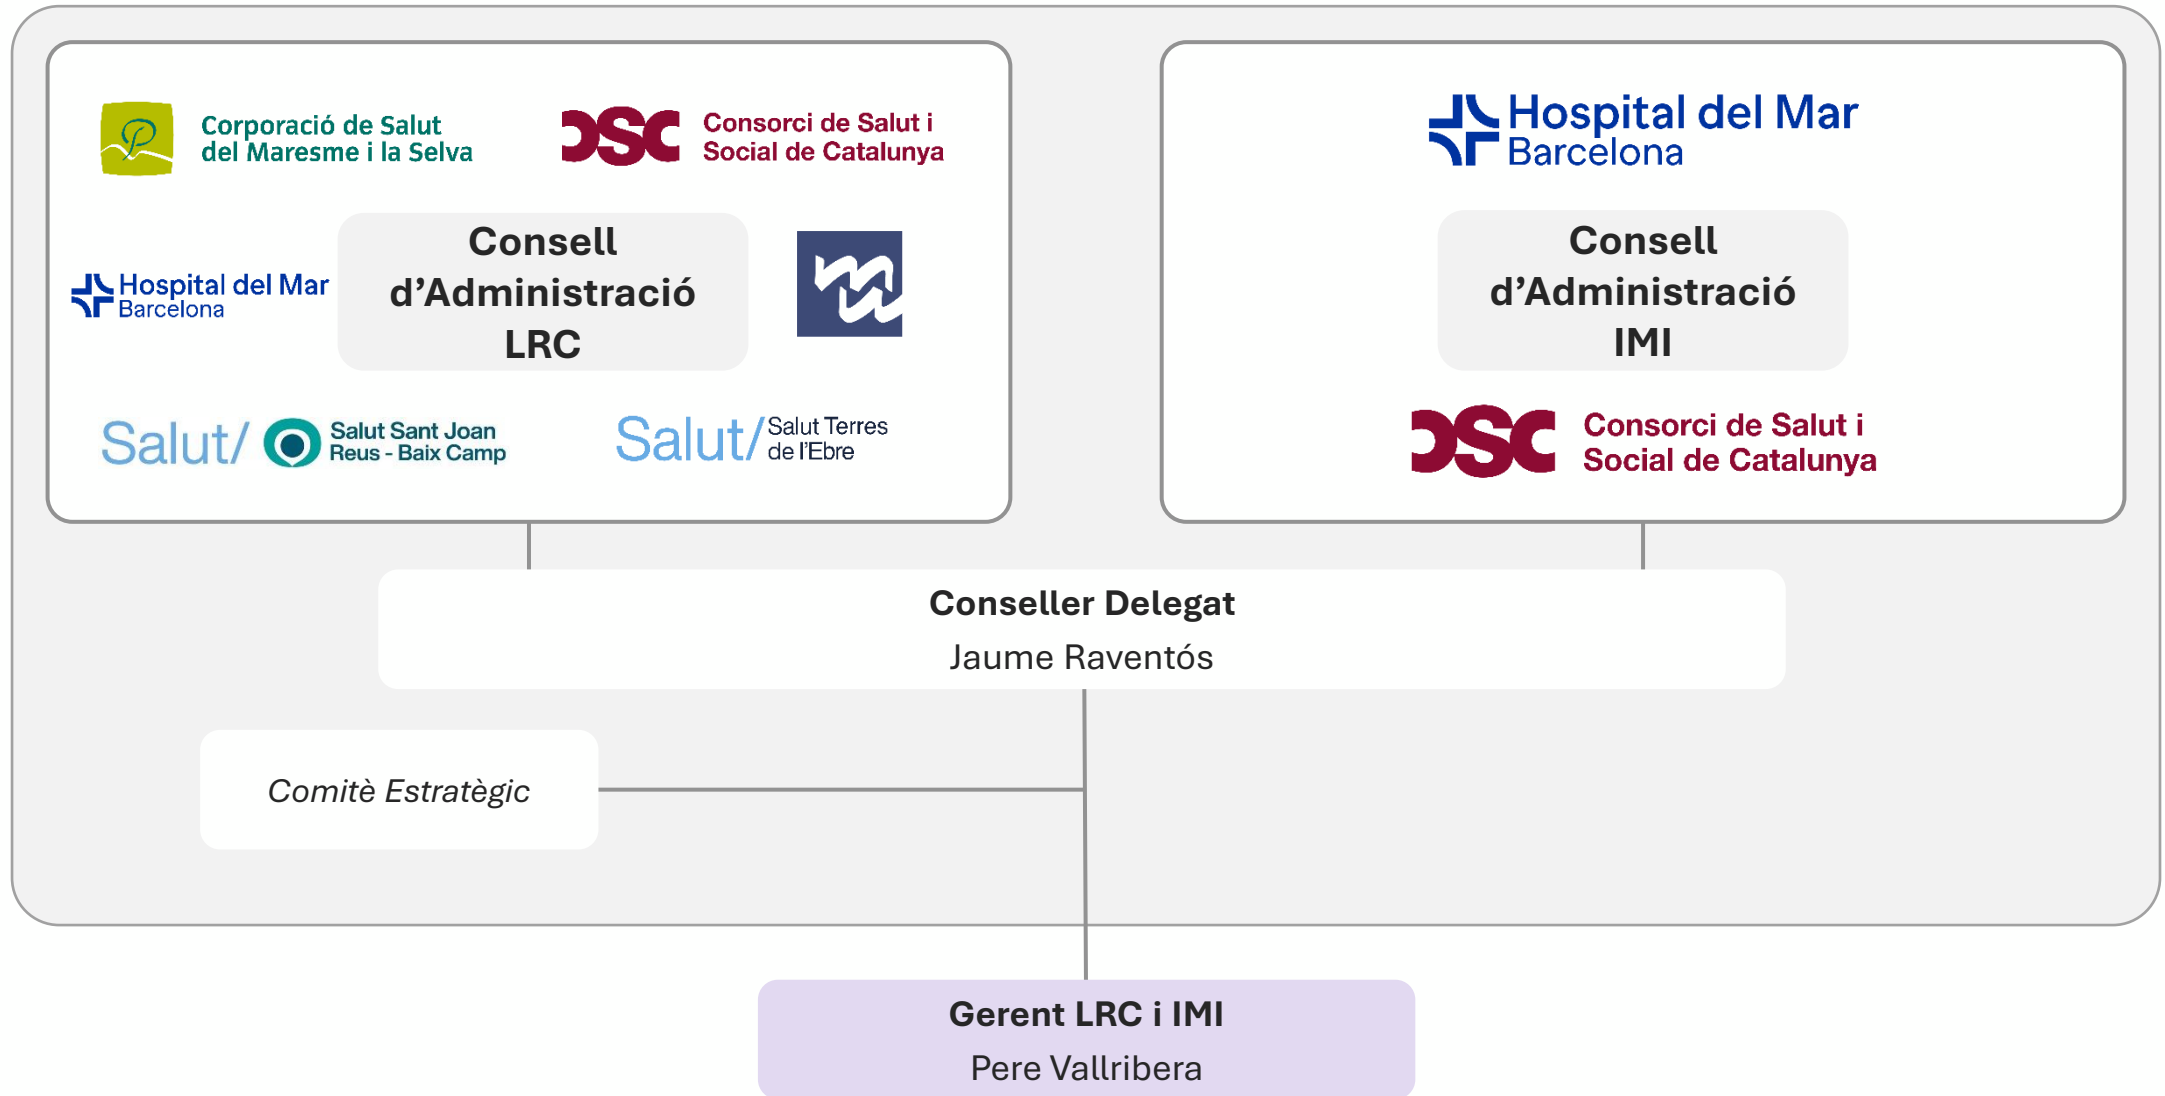 Corporació de Salut
del Maresme i la Selva
CSC
Consorci de Salut i
Social de Catalunya
Hospital del Mar
Barcelona
Consell
d’Administració
LRC
Salut/
Salut Sant Joan
Reus - Baix Camp
Salut/
Salut Terres
de l'Ebre
Hospital del Mar
Barcelona
Consell
d’Administració
IMI
CSC
Consorci de Salut i
Social de Catalunya
Conseller Delegat
Jaume Raventós
Comitè Estratègic
Gerent LRC i IMI
Pere Vallribera